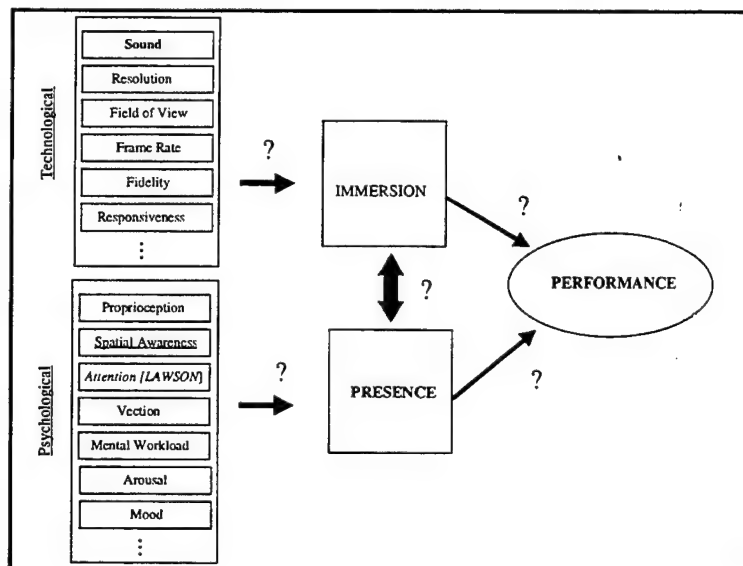 Technological
Sound
Resolution
Field of View
Frame Rate
Fidelity
Responsiveness
⋮
?
IMMERSION
?
?
PERFORMANCE
Psychological
Proprioception
Spatial Awareness
Attention [LAWSON]
Vection
Mental Workload
Arousal
Mood
⋮
?
PRESENCE
?